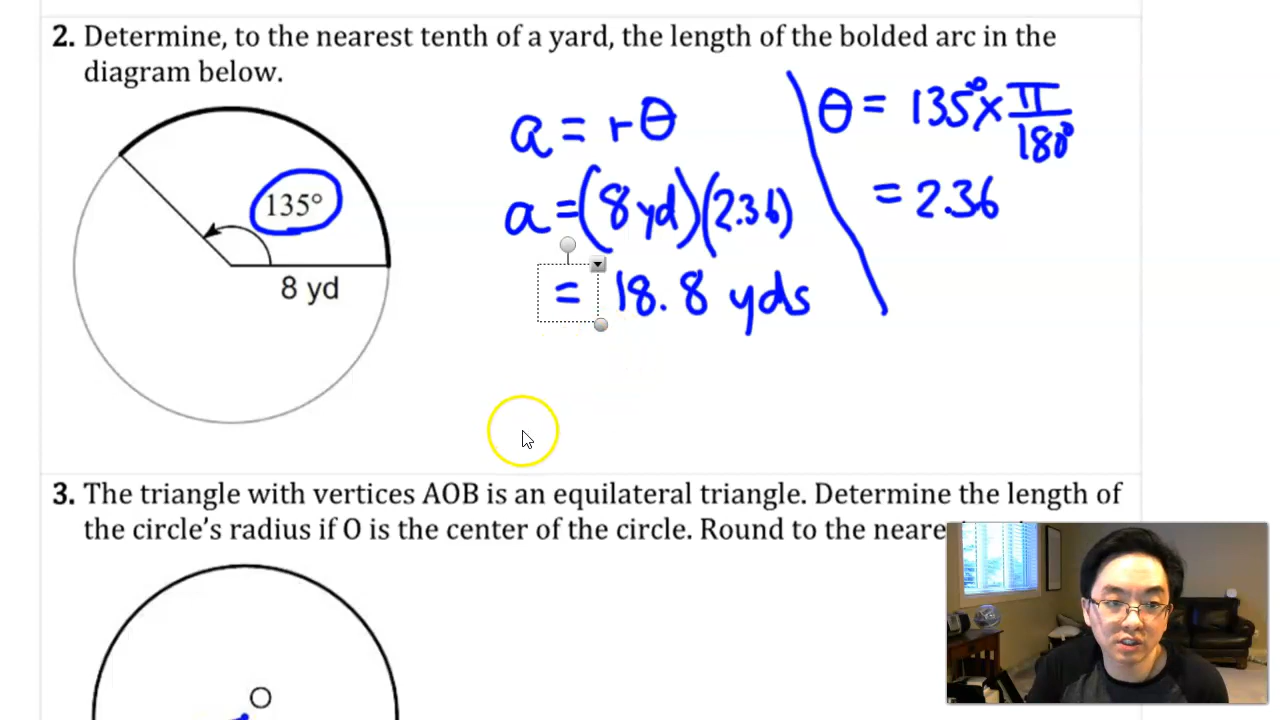 2. Determine, to the nearest tenth of a yard, the length of the bolded arc in the
diagram below.
135°
8 yd
a = rθ
a = (8 yd)(2.36)
= 18.8 yds
θ = 135° × π/180°
= 2.36
3. The triangle with vertices AOB is an equilateral triangle. Determine the length of
the circle's radius if O is the center of the circle. Round to the
O